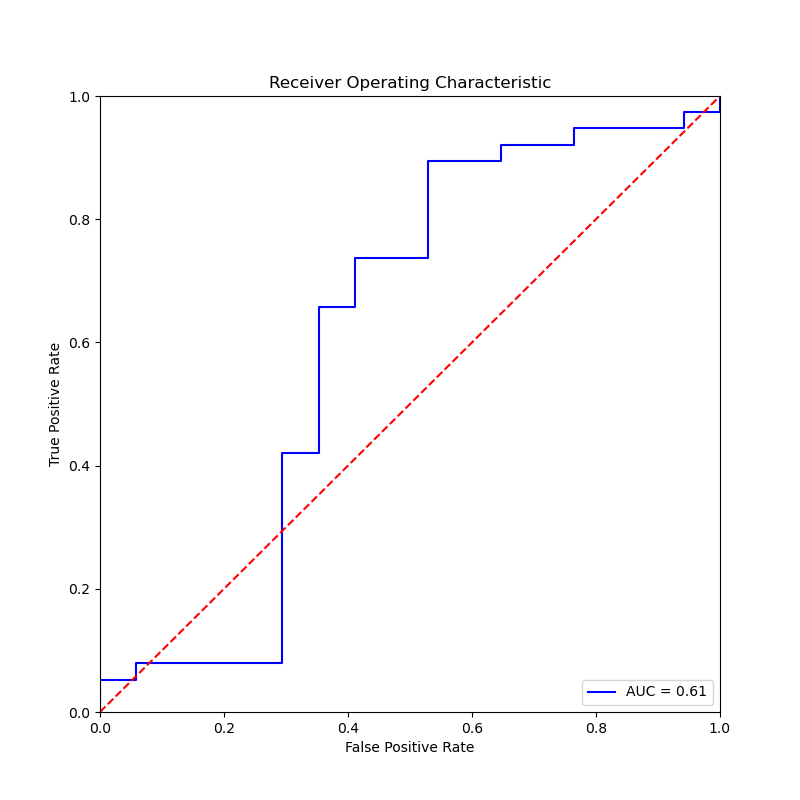 Receiver Operating Characteristic
1.0
0.8
0.6
0.4
0.2
0.0
True Positive Rate
AUC = 0.61
0.0 0.2 0.4 0.6 0.8 1.0
False Positive Rate